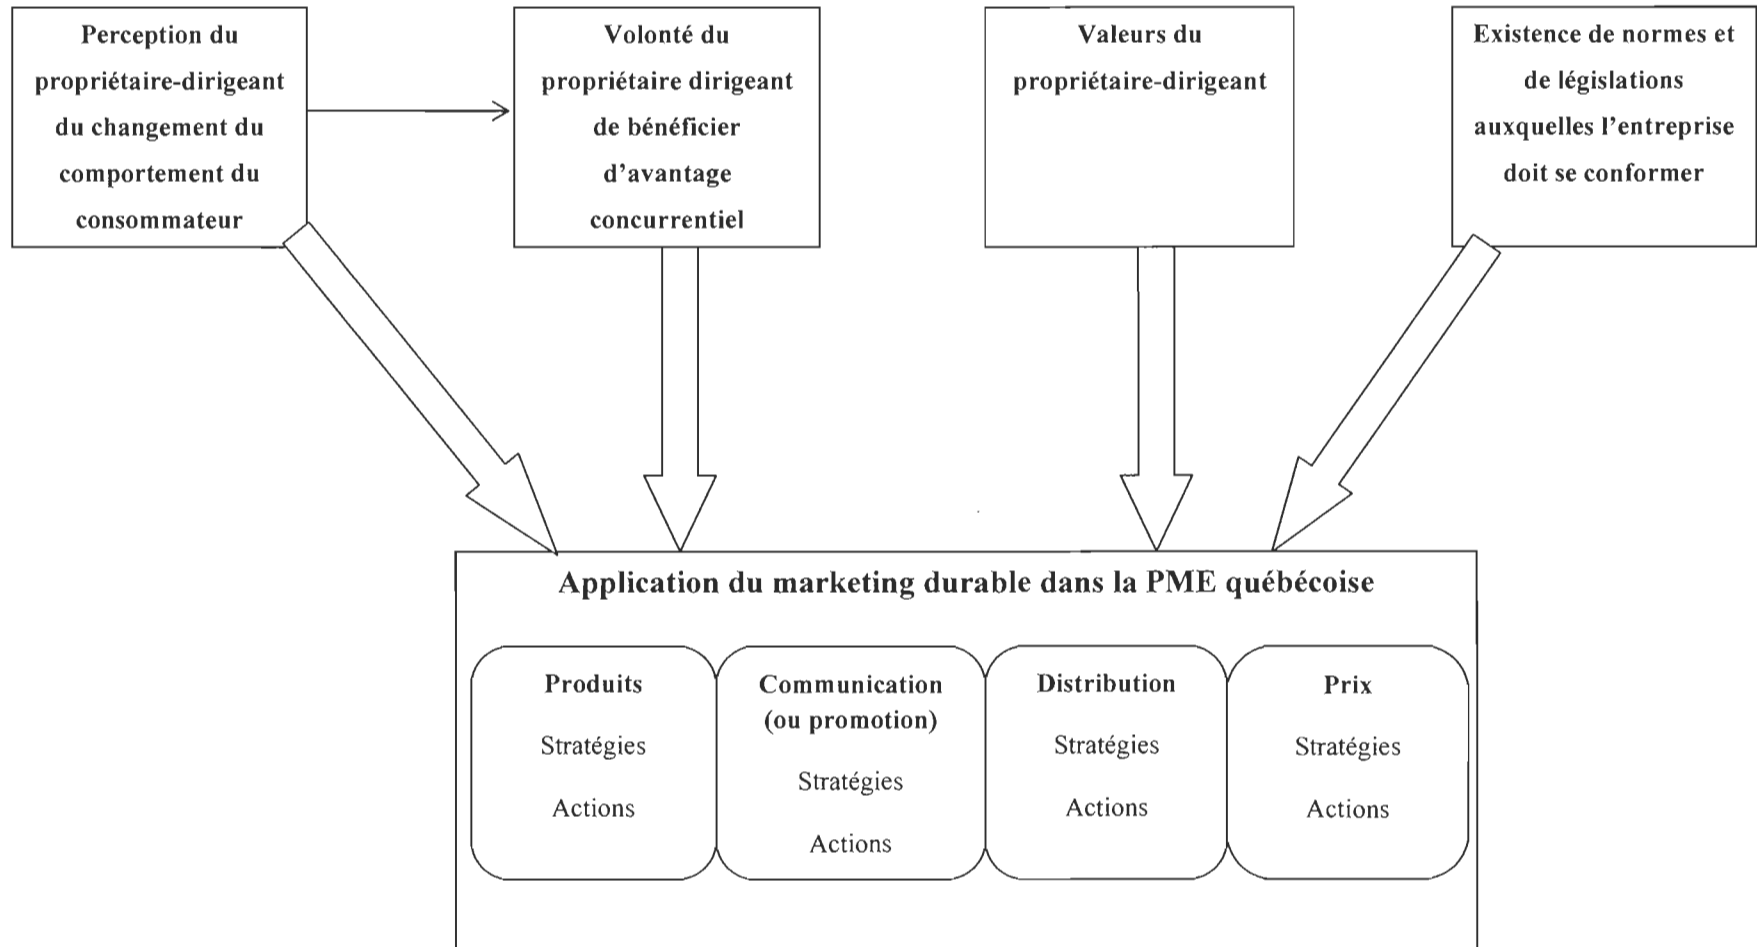 Perception du
propriétaire-dirigeant
du changement du
comportement du
consommateur
Volonté du
propriétaire dirigeant
de bénéficier
d'avantage
concurrentiel
Valeurs du
propriétaire-dirigeant
Existence de normes et
de législations
auxquelles l'entreprise
doit se conformer
Application du marketing durable dans la PME québécoise
Produits
Stratégies
Actions
Communication
(ou promotion)
Stratégies
Actions
Distribution
Stratégies
Actions
Prix
Stratégies
Actions